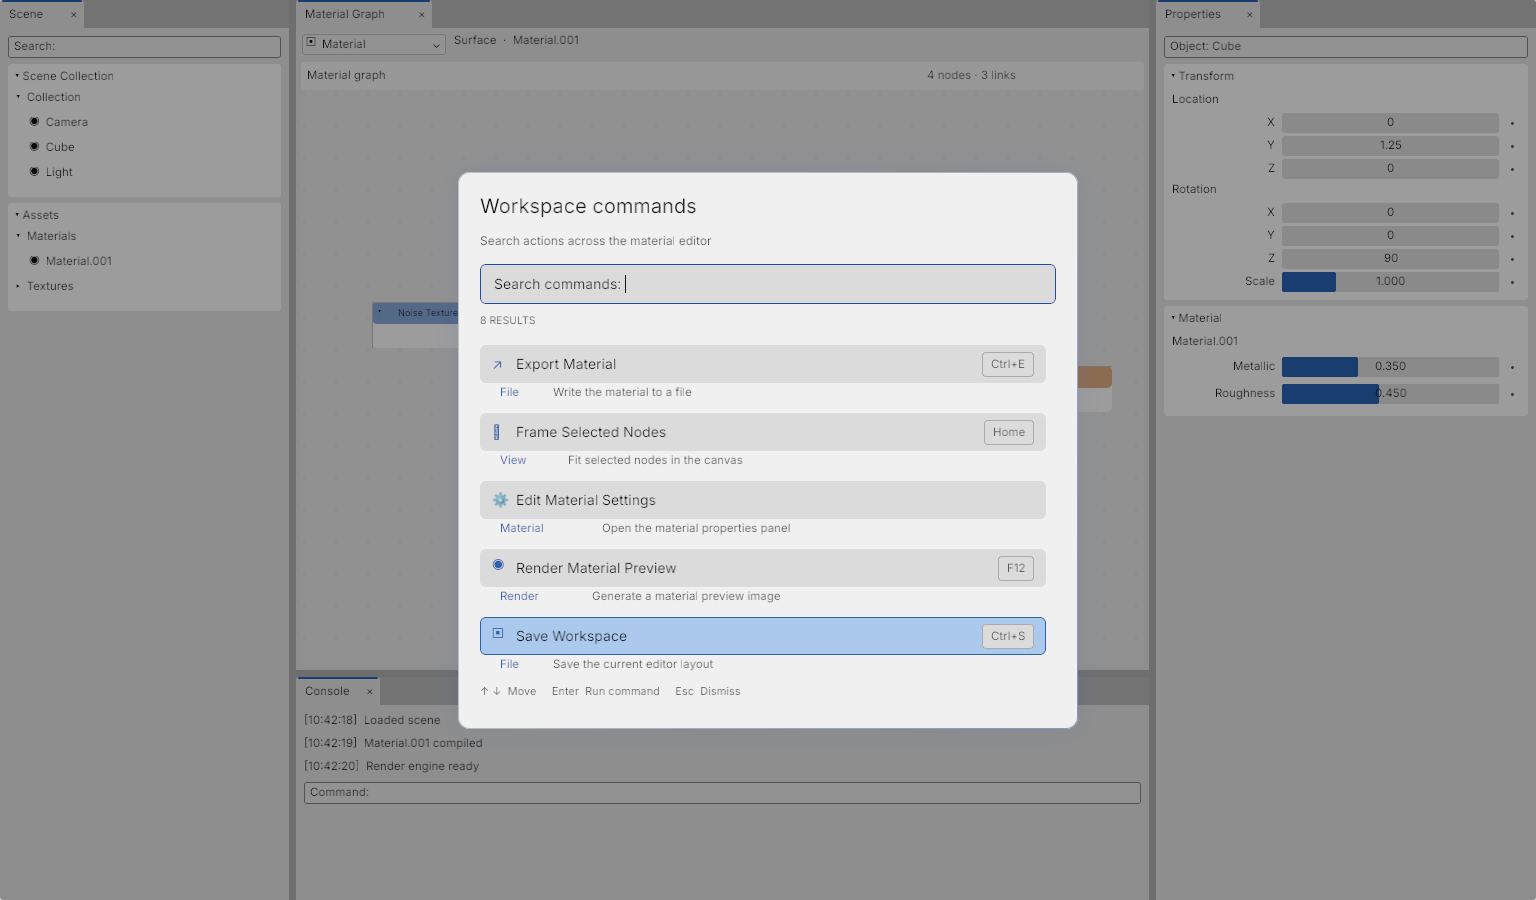 Scene ×
Search:
Scene Collection
Collection
Camera
Cube
Light
Assets
Materials
Material.001
Textures
Material Graph ×
Material
Surface · Material.001
Material graph
4 nodes · 3 links
Noise Texture
Workspace commands
Search actions across the material editor
Search commands:
8 RESULTS
Export Material Ctrl+E
File Write the material to a file
Frame Selected Nodes Home
View Fit selected nodes in the canvas
Edit Material Settings
Material Open the material properties panel
Render Material Preview F12
Render Generate a material preview image
Save Workspace Ctrl+S
File Save the current editor layout
↑ ↓ Move Enter Run command Esc Dismiss
Console ×
[10:42:18] Loaded scene
[10:42:19] Material.001 compiled
[10:42:20] Render engine ready
Command:
Properties ×
Object: Cube
Transform
Location
X 0
Y 1.25
Z 0
Rotation
X 0
Y 0
Z 90
Scale 1.000
Material
Material.001
Metallic 0.350
Roughness 0.450